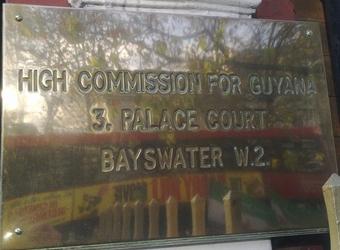 HIGH COMMISSION FOR GUYANA
3. PALACE COURT
BAYSWATER W.2.